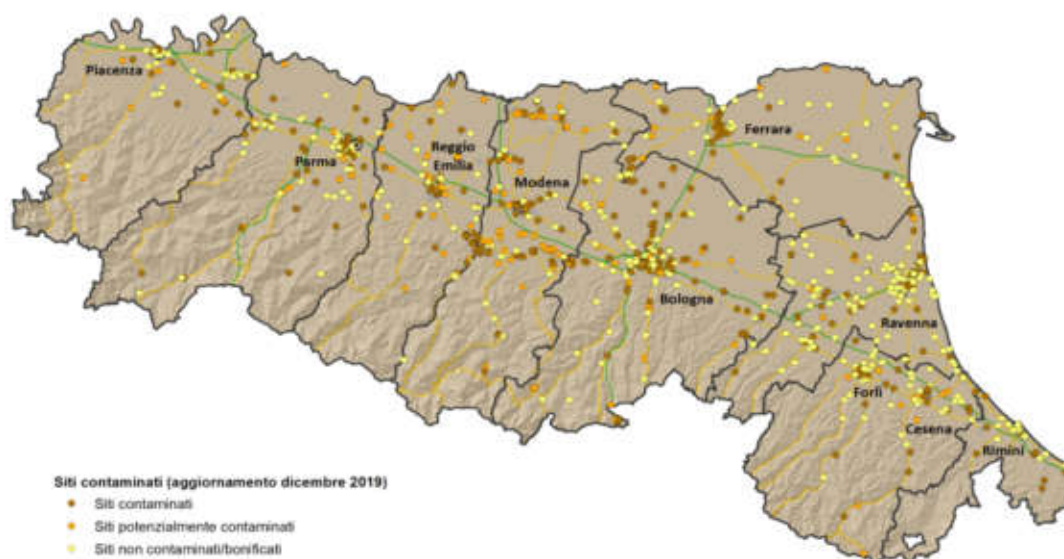 Piacenza
Parma
Reggio
Emilia
Modena
Ferrara
Bologna
Ravenna
Forlì
Cesena
Rimini
Siti contaminati (aggiornamento dicembre 2019)
Siti contaminati
Siti potenzialmente contaminati
Siti non contaminati/bonificati